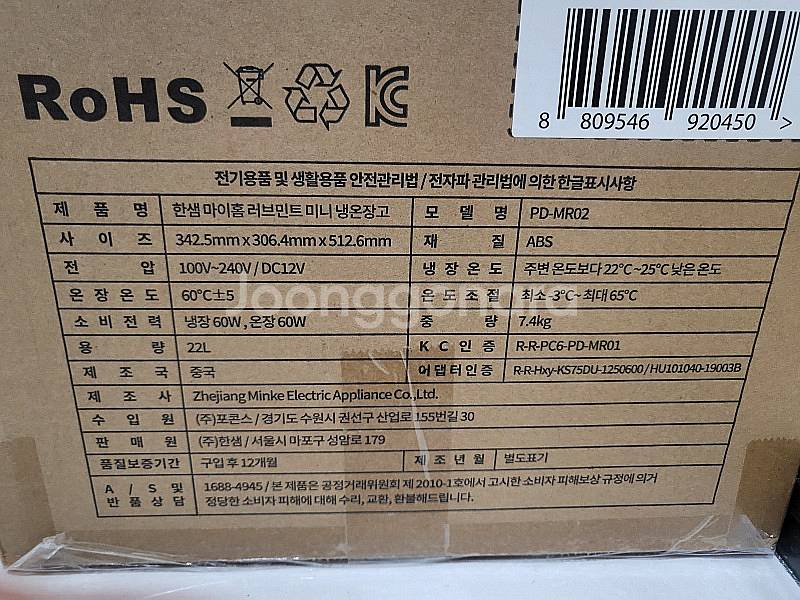 RoHS
8 809546 920450 >
전기용품 및 생활용품 안전관리법 / 전자파 관리법에 의한 한글표시사항
제품명 한샘 마이홈 러브민트 미니 냉온장고 모델명 PD-MR02
사이즈 342.5mm x 306.4mm x 512.6mm 재질 ABS
전압 100V~240V / DC12V 냉장온도 주변 온도보다 22°C ~25°C 낮은 온도
온장온도 60°C±5 온도조절 최소 -3°C~ 최대 65°C
소비전력 냉장 60W , 온장 60W 중량 7.4kg
용량 22L KC인증 R-R-PC6-PD-MR01
제조국 중국 어댑터인증 R-R-Hxy-KS75DU-1250600 / HU101040-19003B
제조사 Zhejiang Minke Electric Appliance Co.,Ltd.
수입원 (주)포콘스 / 경기도 수원시 권선구 산업로 155번길 30
판매원 (주)한샘 / 서울시 마포구 성암로 179
품질보증기간 구입 후 12개월 제조년월 별도표기
A/S 및 1688-4945 / 본 제품은 공정거래위원회 제 2010-1호에서 고시한 소비자 피해보상 규정에 의거
반품상담 정당한 소비자 피해에 대해 수리, 교환, 환불해드립니다.
Joonggonara